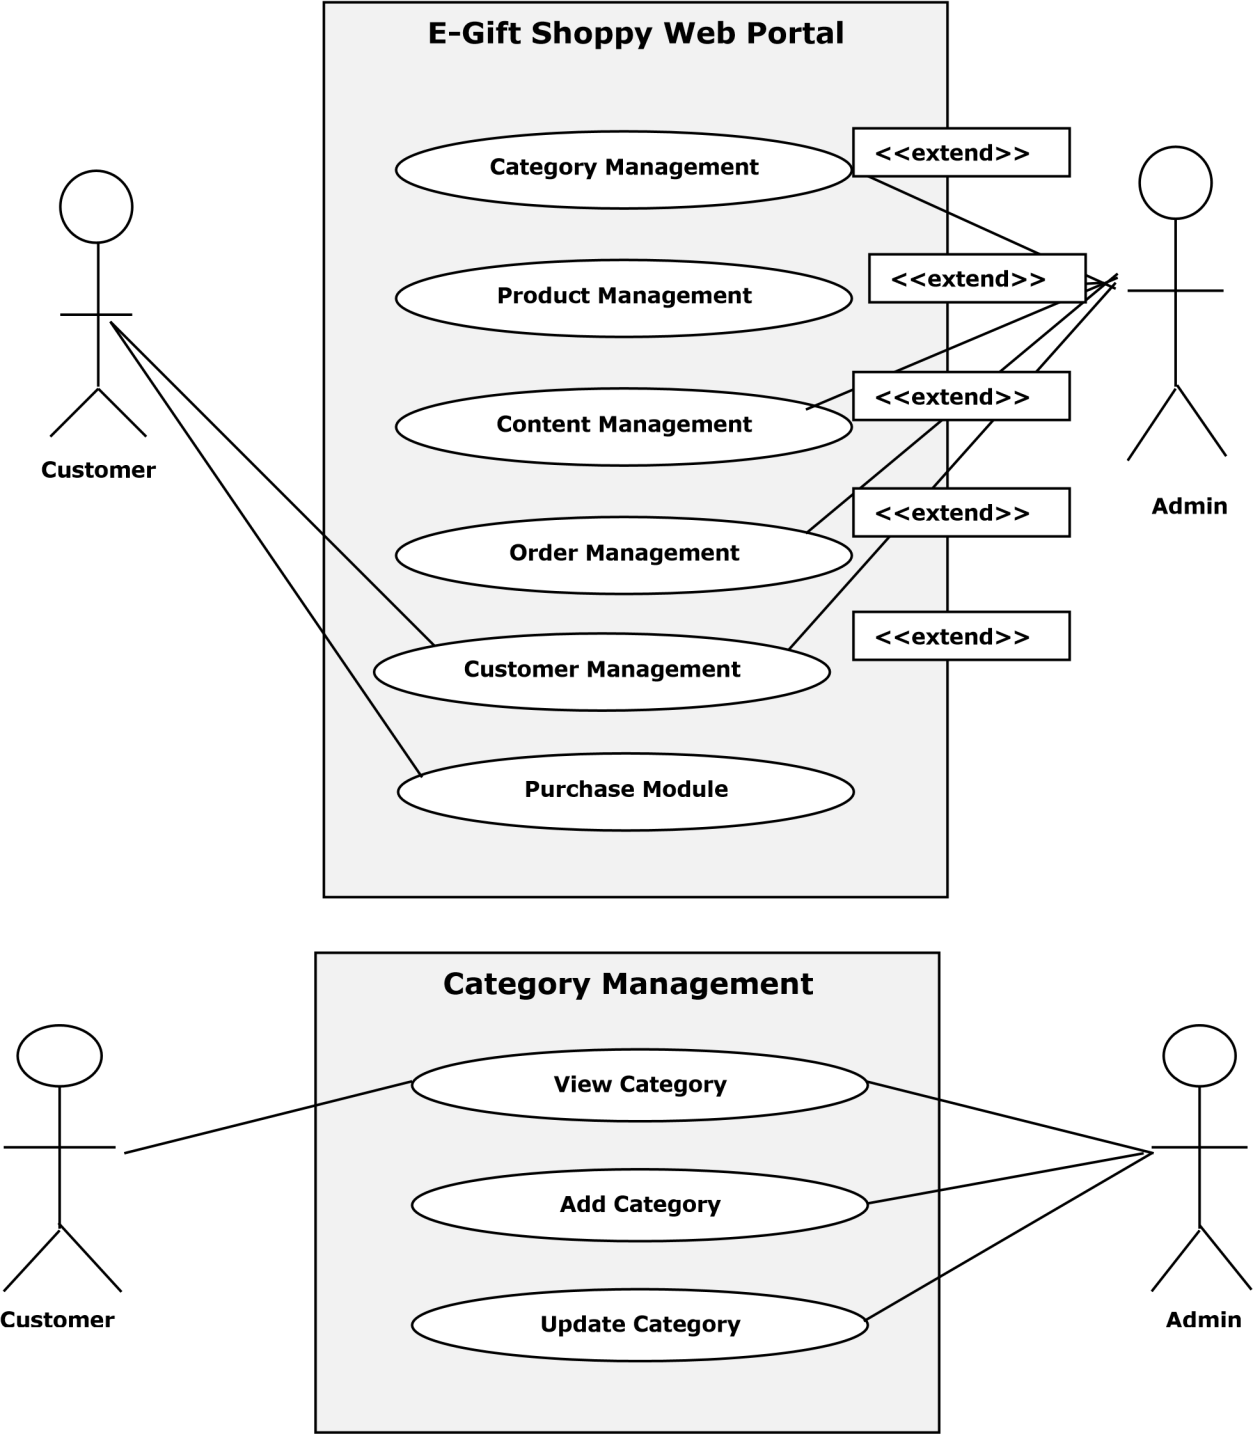 E-Gift Shoppy Web Portal
Category Management
<<extend>>
Product Management
<<extend>>
Content Management
<<extend>>
Customer
Order Management
<<extend>>
Admin
Customer Management
<<extend>>
Purchase Module
Category Management
View Category
Add Category
Update Category
Customer
Admin